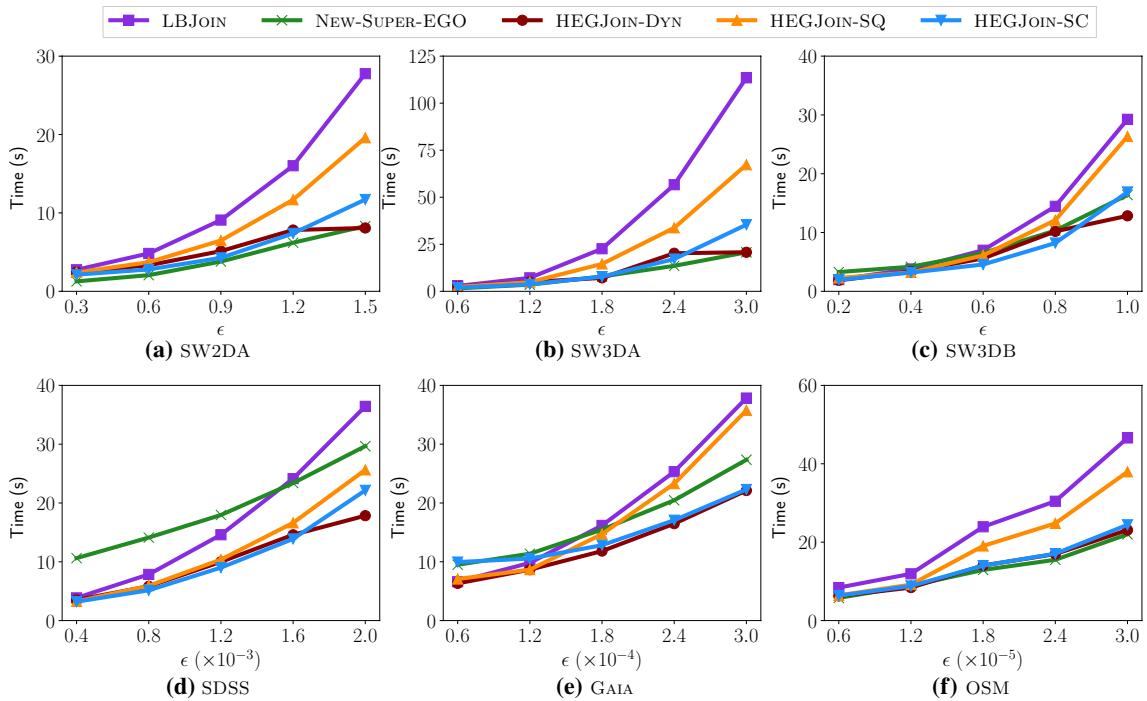 LBJOIN NEW-SUPER-EGO HEGJOIN-DYN HEGJOIN-SQ HEGJOIN-SC
30
20
10
0
Time (s)
0.3 0.6 0.9 1.2 1.5
ϵ
(a) SW2DA
125
100
75
50
25
0
Time (s)
0.6 1.2 1.8 2.4 3.0
ϵ
(b) SW3DA
40
30
20
10
0
Time (s)
0.2 0.4 0.6 0.8 1.0
ϵ
(c) SW3DB
40
30
20
10
0
Time (s)
0.4 0.8 1.2 1.6 2.0
ϵ (×10⁻³)
(d) SDSS
40
30
20
10
0
Time (s)
0.6 1.2 1.8 2.4 3.0
ϵ (×10⁻⁴)
(e) GAIA
60
40
20
0
Time (s)
0.6 1.2 1.8 2.4 3.0
ϵ (×10⁻⁵)
(f) OSM